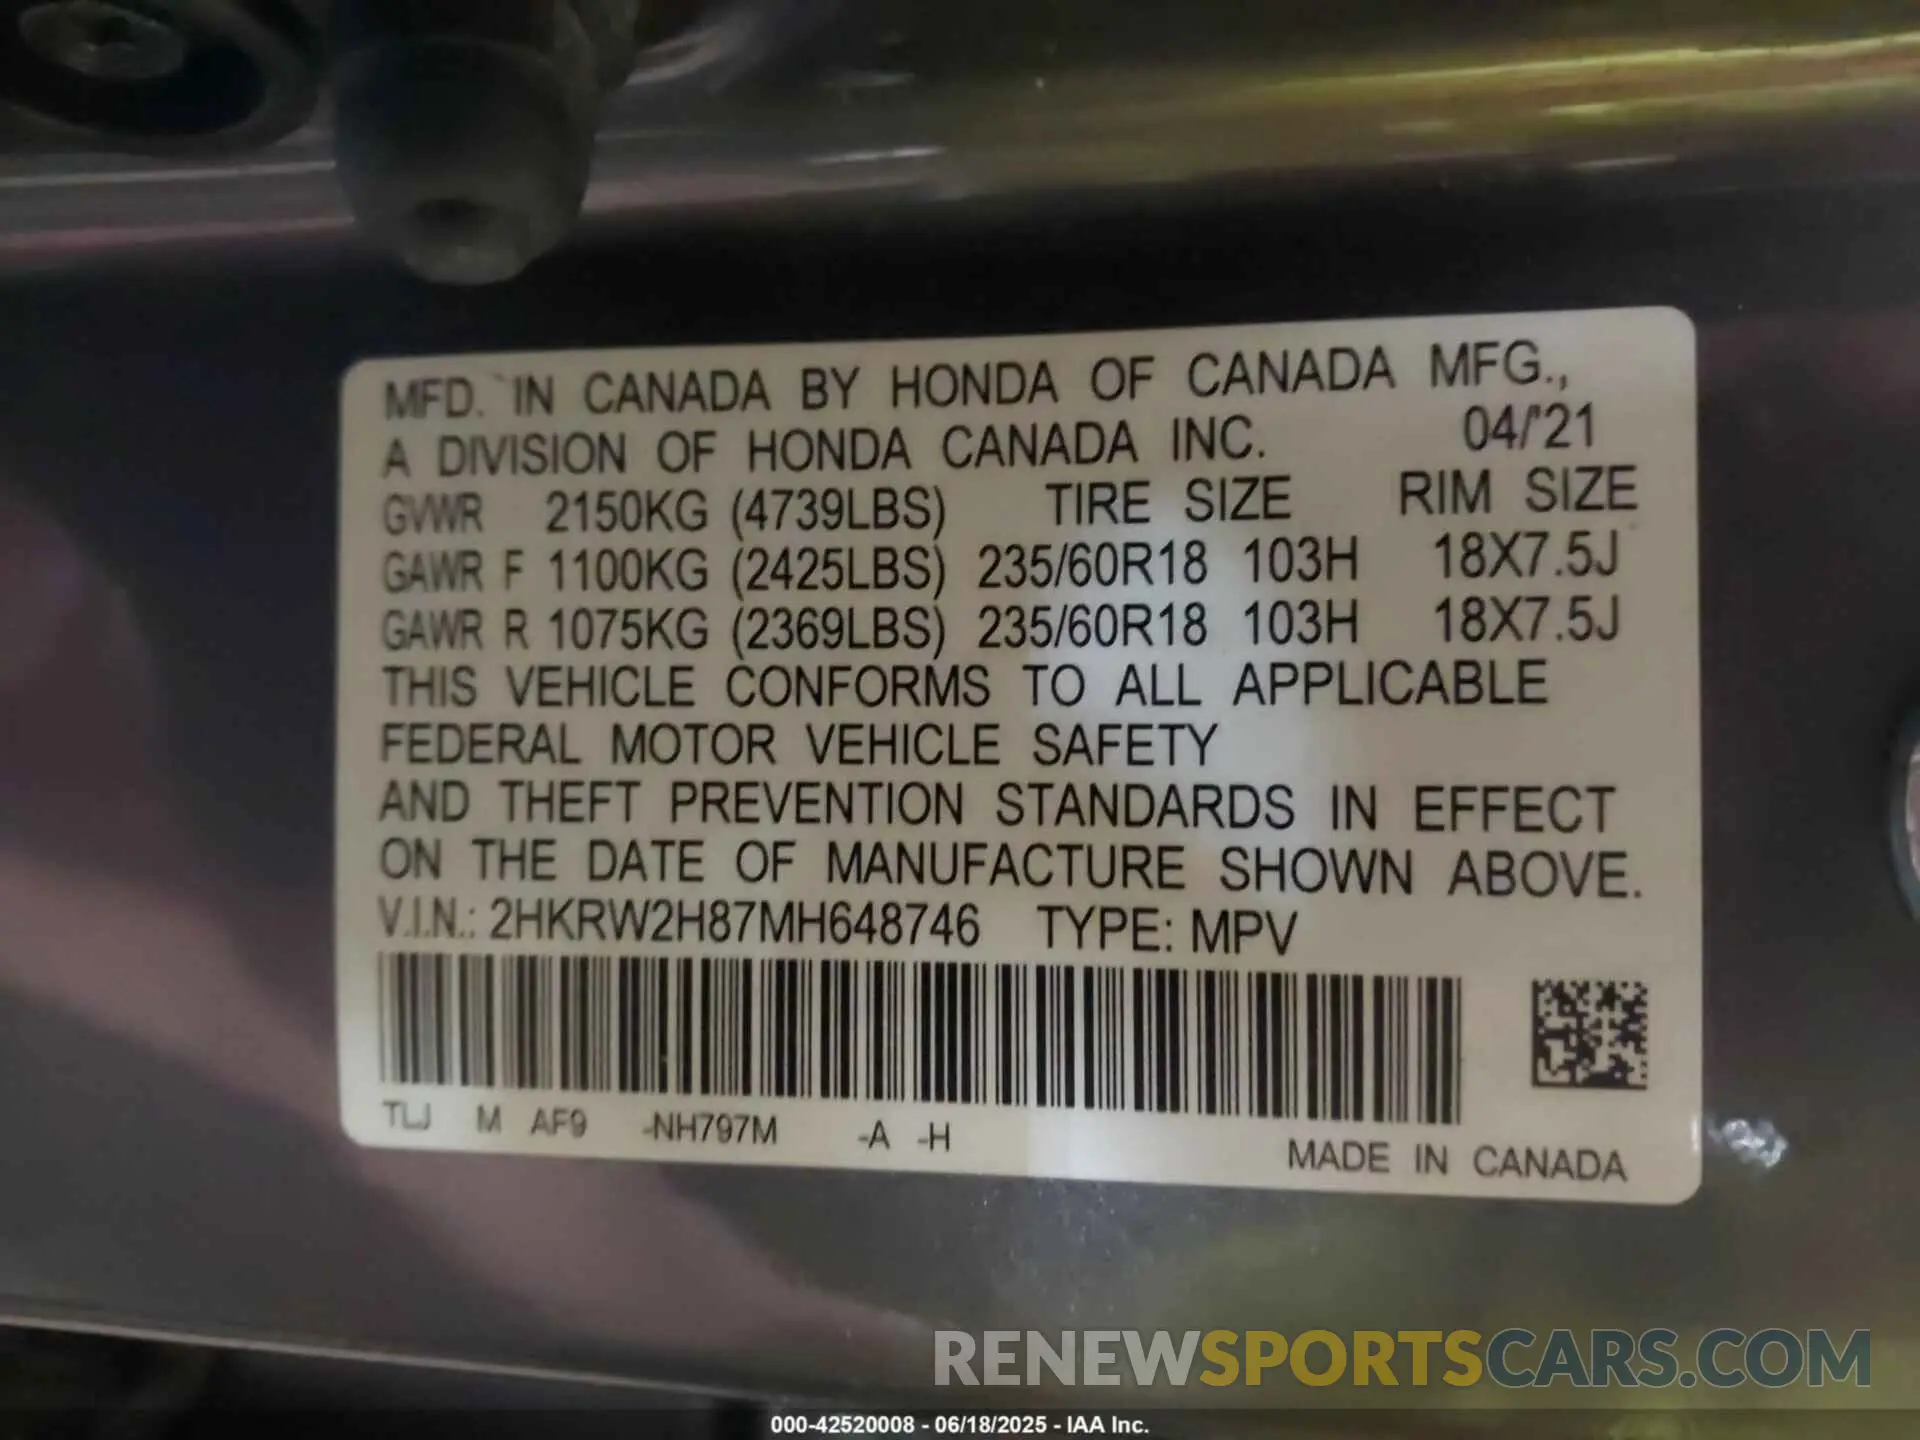 MFD. IN CANADA BY HONDA OF CANADA MFG.,
A DIVISION OF HONDA CANADA INC. 04/'21
GVWR 2150KG (4739LBS) TIRE SIZE RIM SIZE
GAWR F 1100KG (2425LBS) 235/60R18 103H 18X7.5J
GAWR R 1075KG (2369LBS) 235/60R18 103H 18X7.5J
THIS VEHICLE CONFORMS TO ALL APPLICABLE
FEDERAL MOTOR VEHICLE SAFETY
AND THEFT PREVENTION STANDARDS IN EFFECT
ON THE DATE OF MANUFACTURE SHOWN ABOVE.
V.I.N.: 2HKRW2H87MH648746 TYPE: MPV
TLJ M AF9 -NH797M -A -H
MADE IN CANADA
RENEWSPORTSCARS.COM
000-42520008 - 06/18/2025 - IAA Inc.